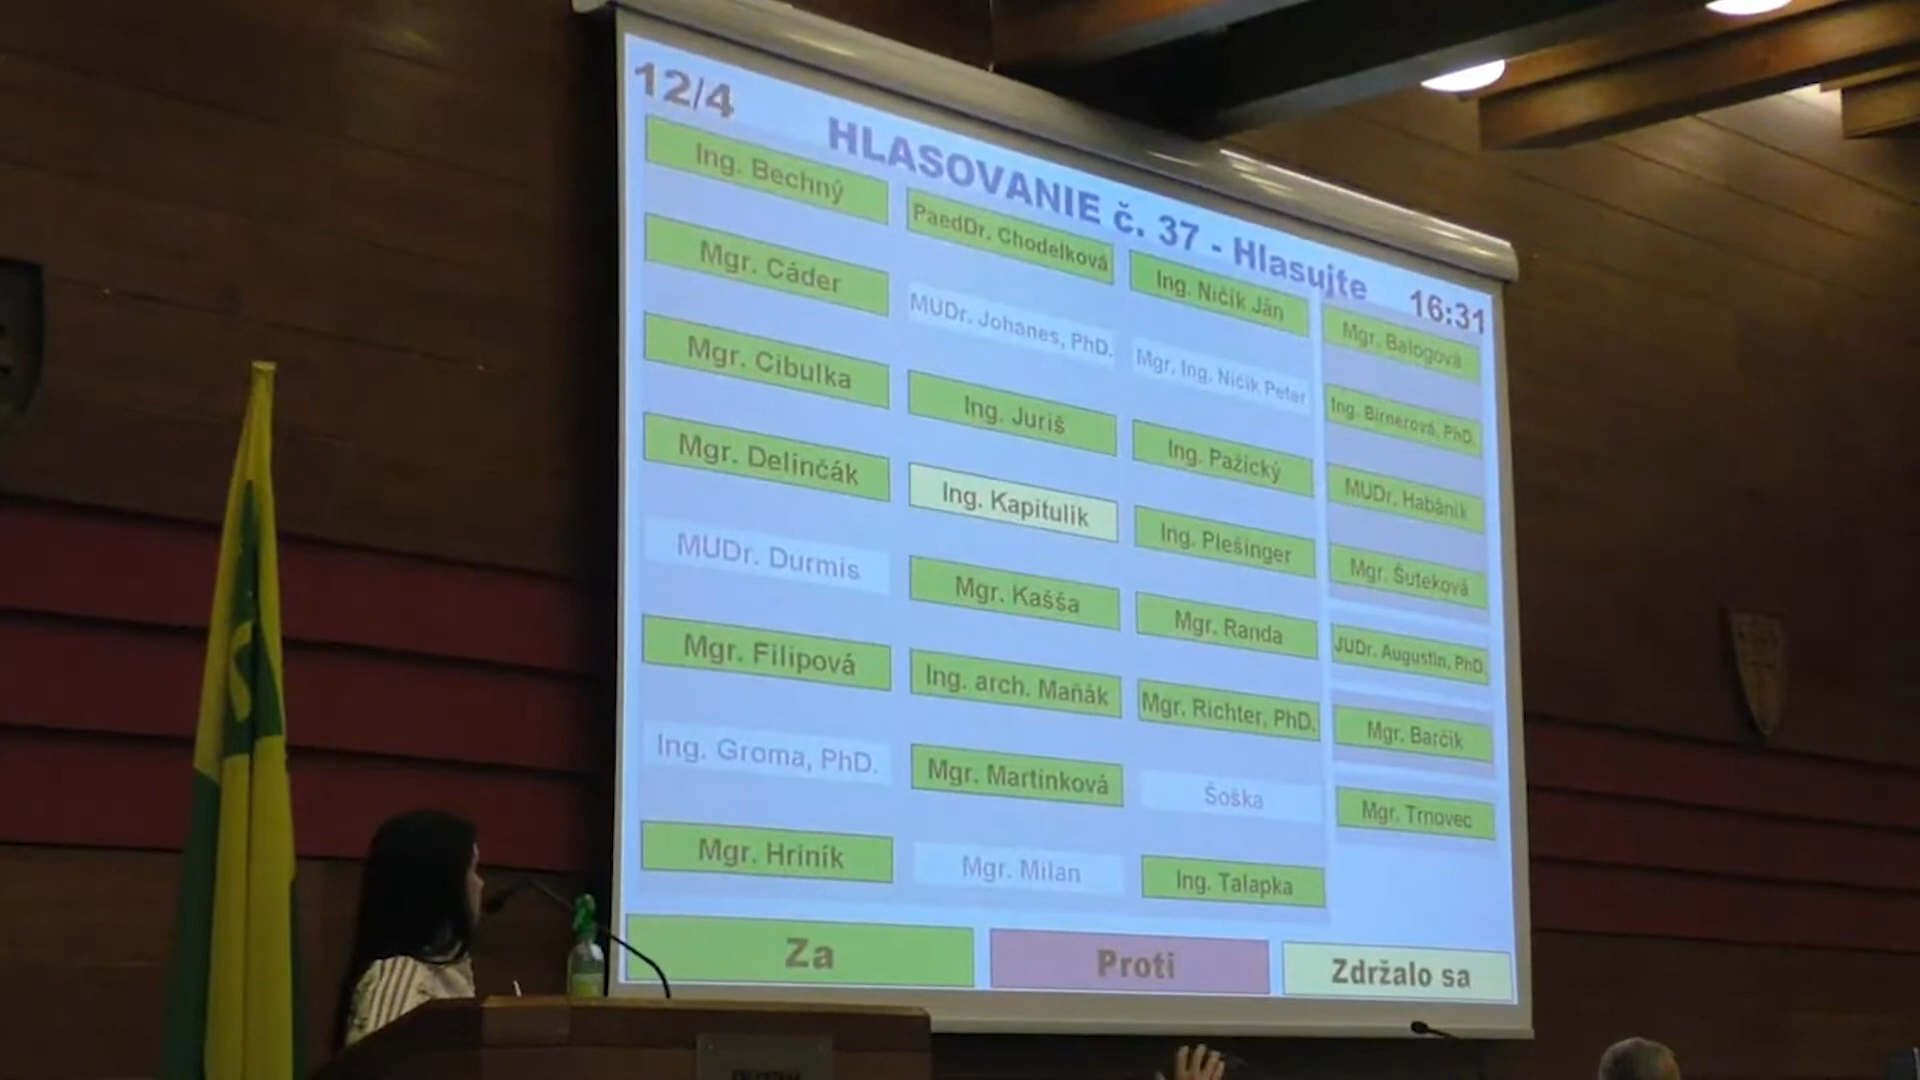 12/4
HLASOVANIE č. 37 - Hlasujte
16:31
Ing. Bechný
Mgr. Cáder
Mgr. Cibulka
Mgr. Delinčák
MUDr. Durmis
Mgr. Filipová
Ing. Groma, PhD.
Mgr. Hriník
PaedDr. Chodelková
MUDr. Johanes, PhD.
Ing. Juriš
Ing. Kapitulík
Mgr. Kašša
Ing. arch. Maňák
Mgr. Martinková
Mgr. Milan
Ing. Ničík Ján
Mgr. Ing. Ničík Peter
Ing. Pažický
Ing. Plešinger
Mgr. Randa
Mgr. Richter, PhD.
Šoška
Ing. Talapka
Mgr. Balogová
Ing. Birnerová, PhD.
MUDr. Habánik
Mgr. Šuteková
JUDr. Augustín, PhD.
Mgr. Barčík
Mgr. Trnovec
Za
Proti
Zdržalo sa